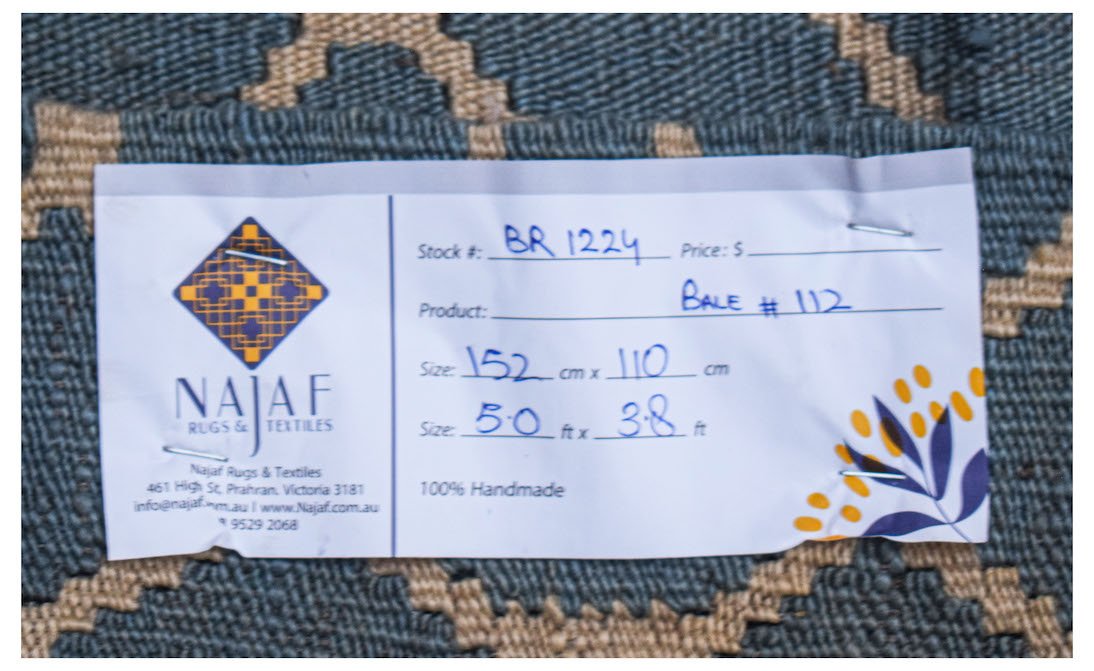 NAJAF
RUGS & TEXTILES
Najaf Rugs & Textiles
461 High St, Prahran, Victoria 3181
| www.Najaf.com.au
9529 2068
Stock #: BR 1224 Price: $
Product: BALE # 112
Size: 152 cm x 110 cm
Size: 5.0 ft x 3.8 ft
100% Handmade